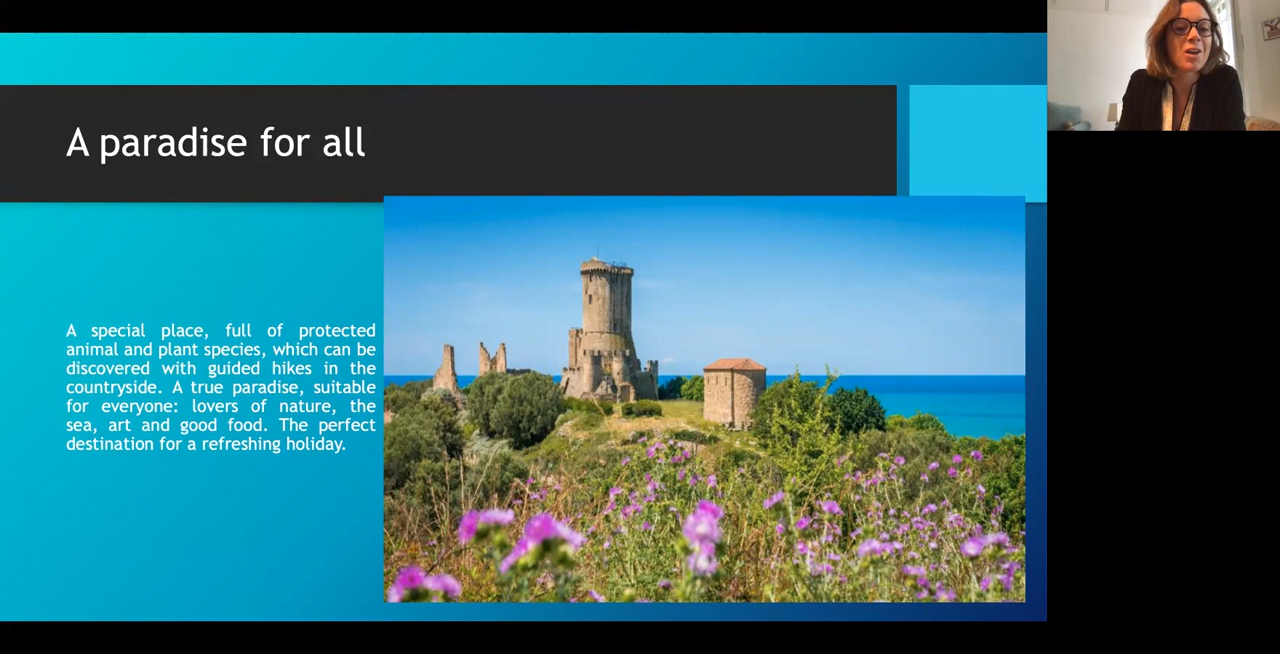 A paradise for all
A special place, full of protected
animal and plant species, which can be
discovered with guided hikes in the
countryside. A true paradise, suitable
for everyone: lovers of nature, the
sea, art and good food. The perfect
destination for a refreshing holiday.